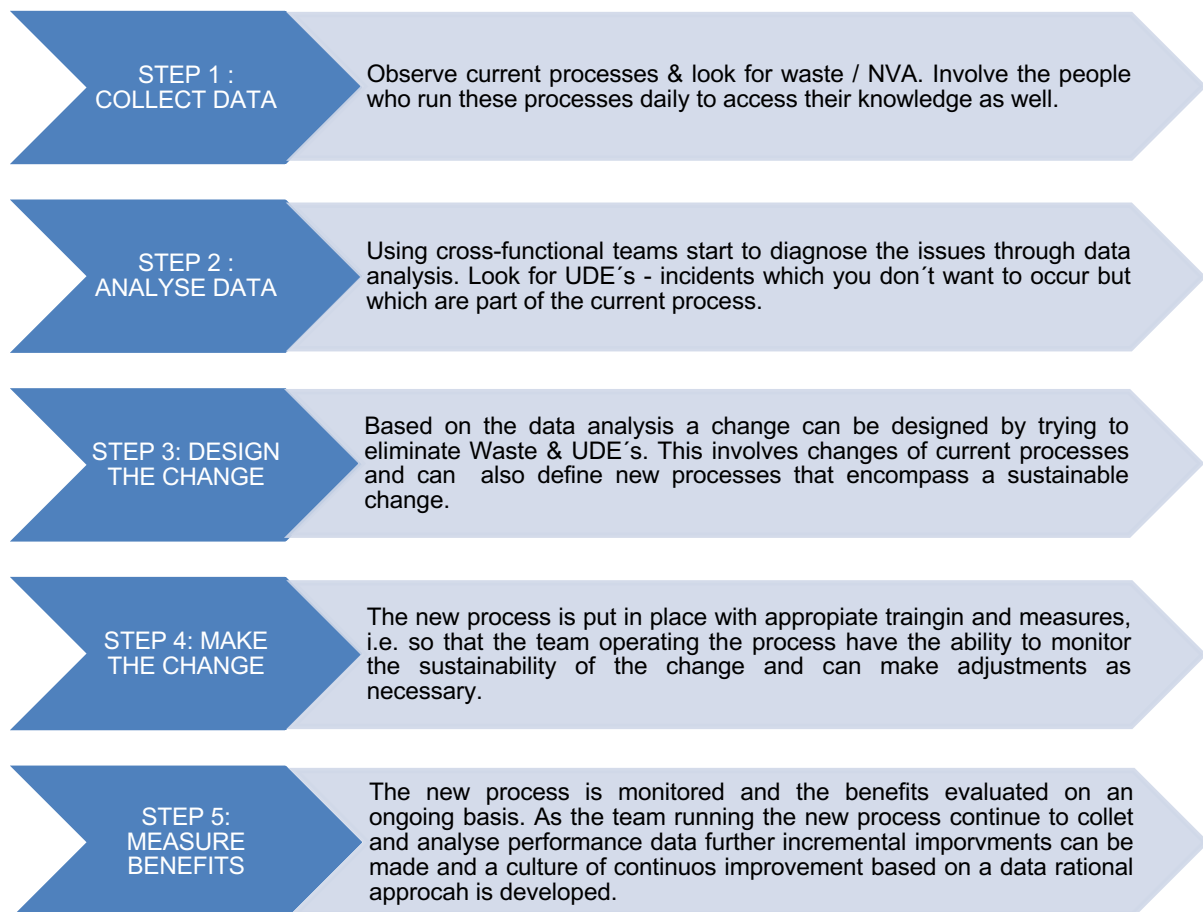 STEP 1 :
COLLECT DATA
Observe current processes & look for waste / NVA. Involve the people
who run these processes daily to access their knowledge as well.
STEP 2 :
ANALYSE DATA
Using cross-functional teams start to diagnose the issues through data
analysis. Look for UDE´s - incidents which you don´t want to occur but
which are part of the current process.
STEP 3: DESIGN
THE CHANGE
Based on the data analysis a change can be designed by trying to
eliminate Waste & UDE´s. This involves changes of current processes
and can also define new processes that encompass a sustainable
change.
STEP 4: MAKE
THE CHANGE
The new process is put in place with appropiate traingin and measures,
i.e. so that the team operating the process have the ability to monitor
the sustainability of the change and can make adjustments as
necessary.
STEP 5:
MEASURE
BENEFITS
The new process is monitored and the benefits evaluated on an
ongoing basis. As the team running the new process continue to collet
and analyse performance data further incremental imporvments can be
made and a culture of continuos improvement based on a data rational
approcah is developed.